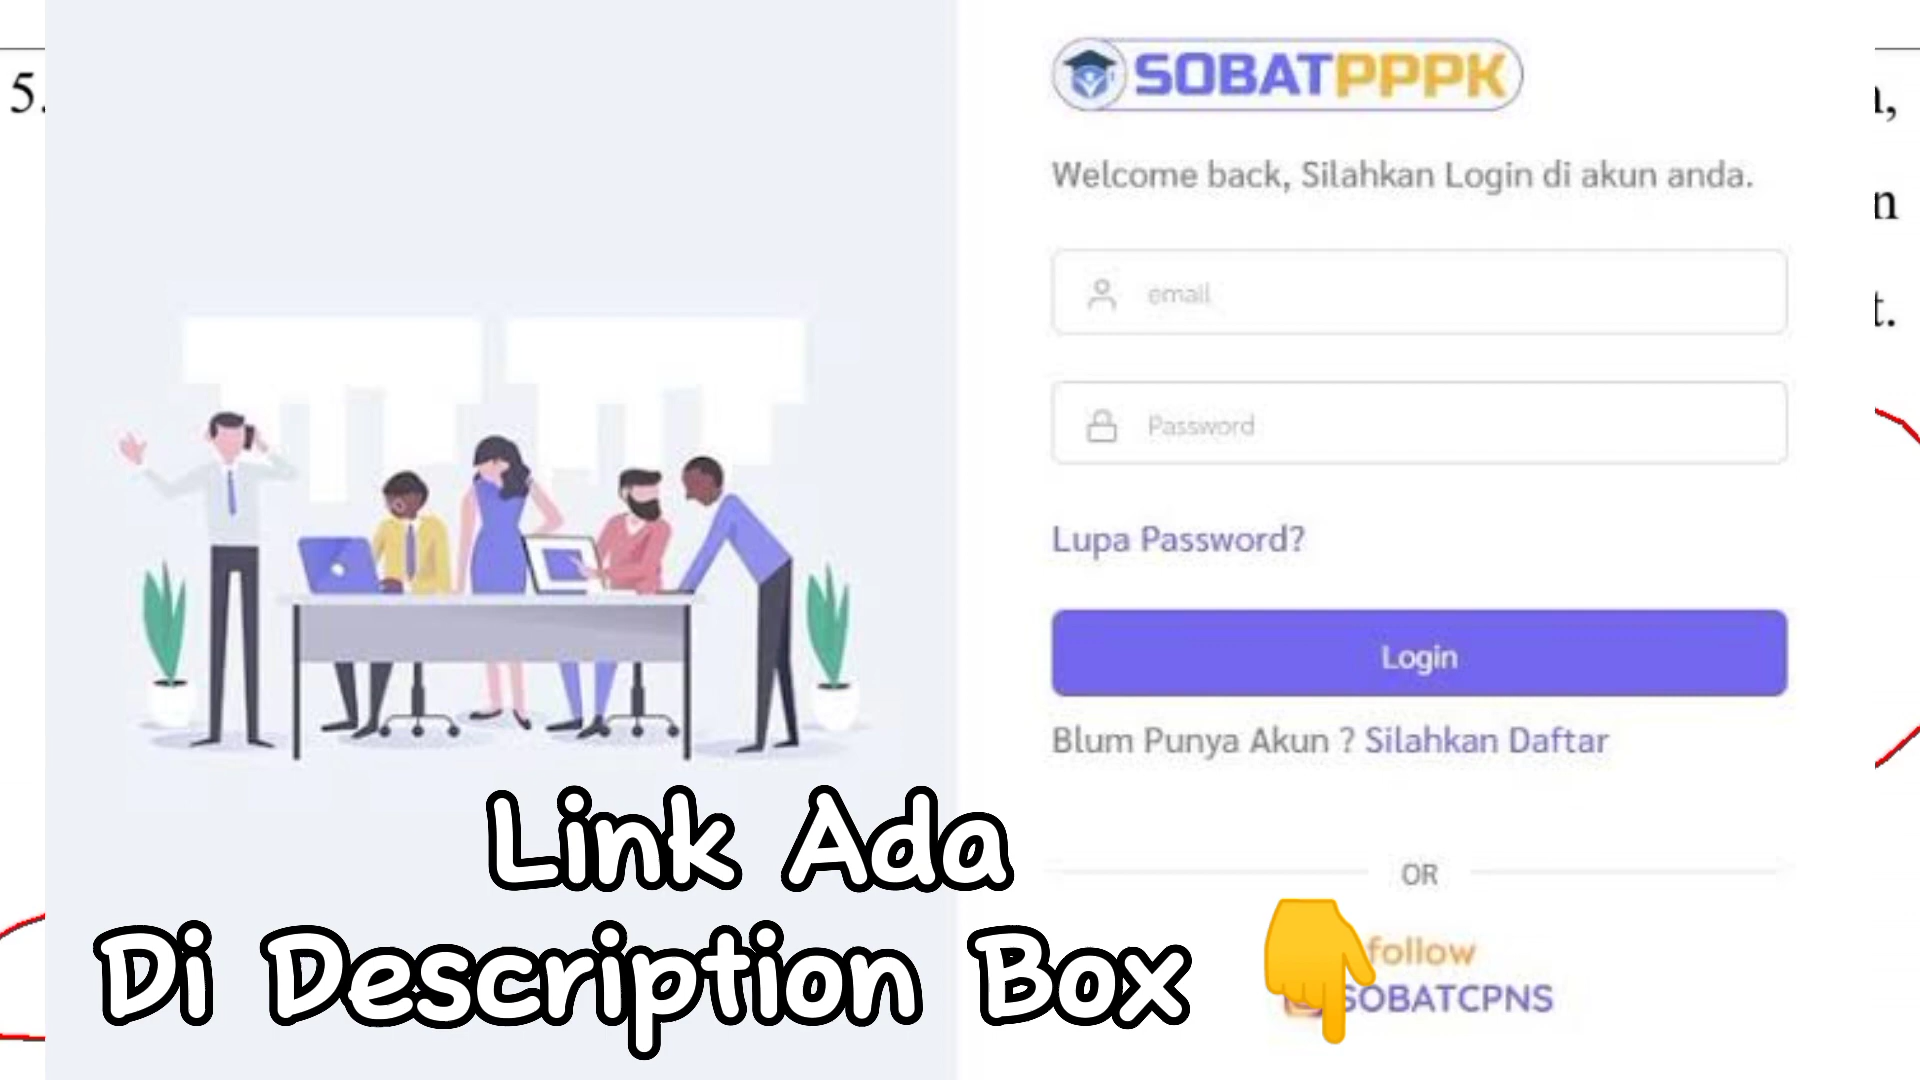 5.
SOBATPPPK
Welcome back, Silahkan Login di akun anda.
email
Password
Lupa Password?
Login
Blum Punya Akun ? Silahkan Daftar
OR
follow
SOBATCPNS
Link Ada
Di Description Box
n
t.